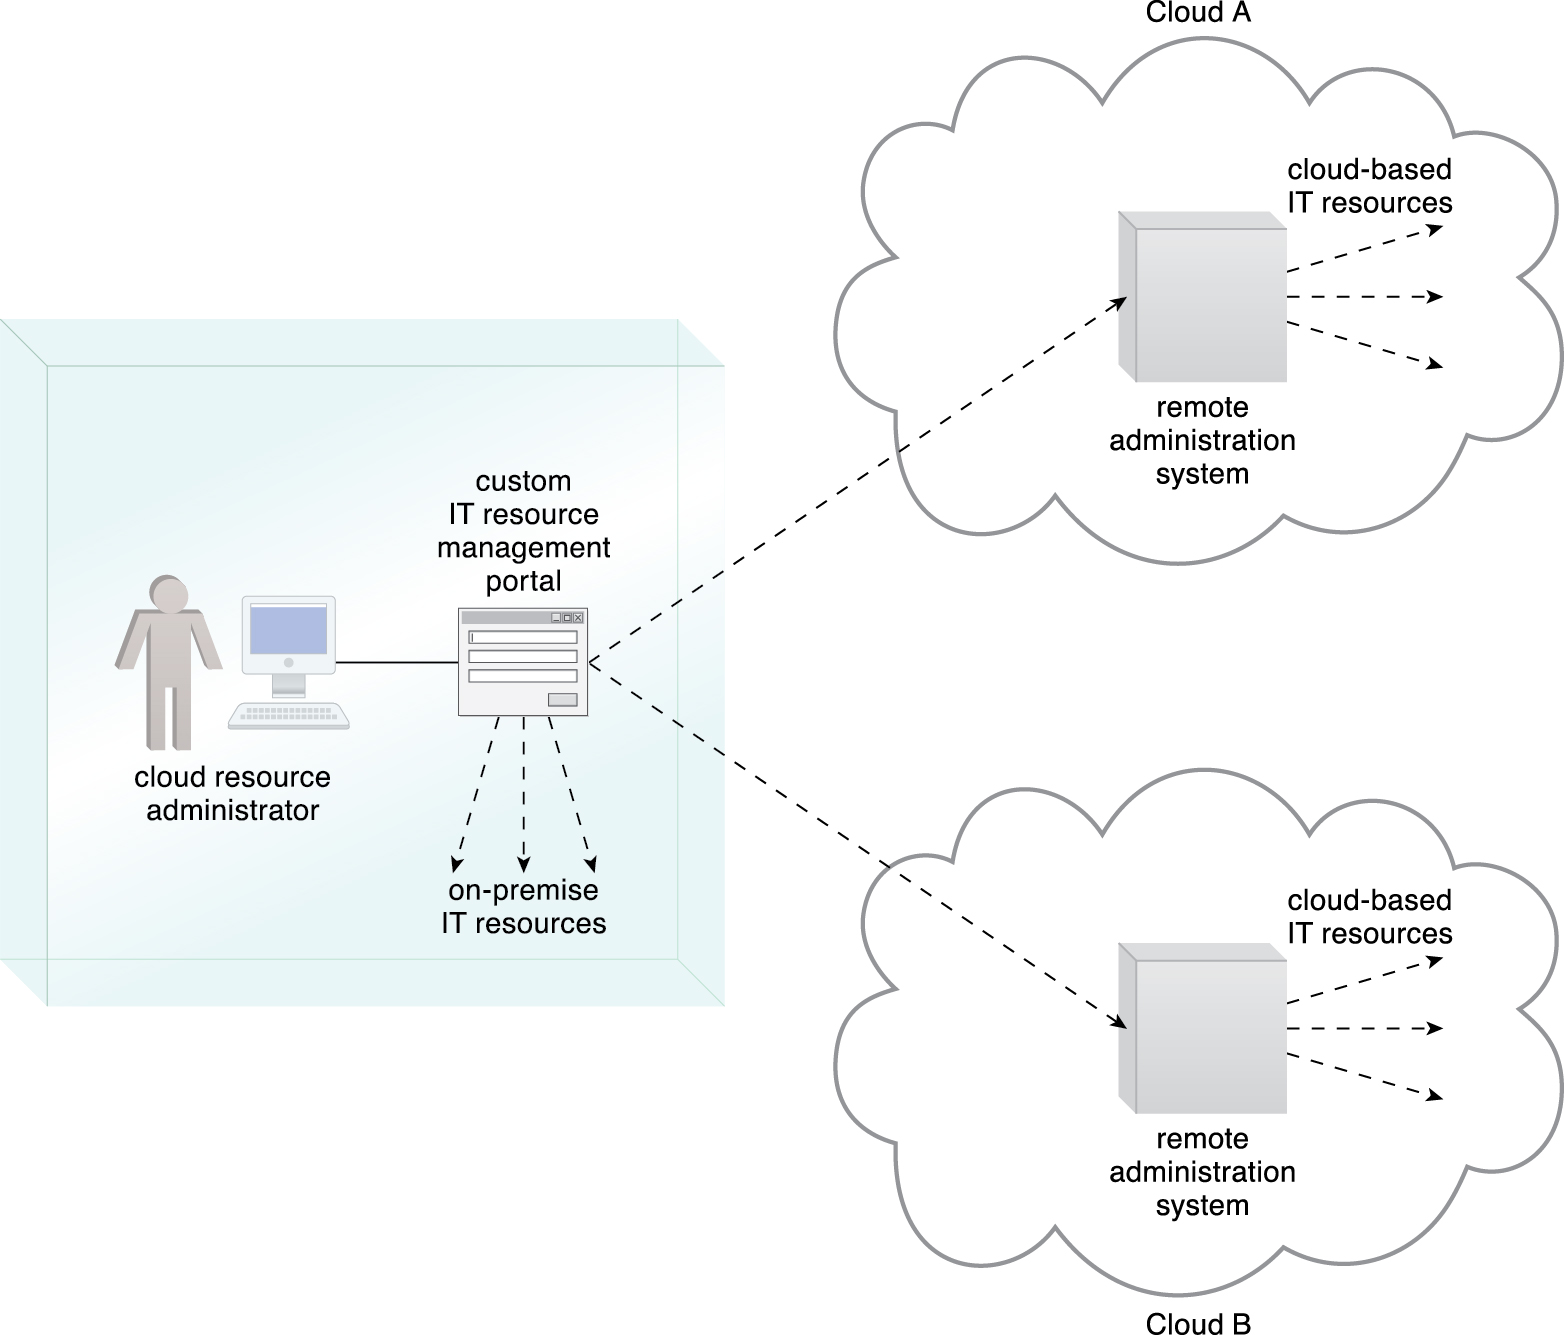 Cloud A
cloud-based
IT resources
remote
administration
system
custom
IT resource
management
portal
cloud resource
administrator
on-premise
IT resources
cloud-based
IT resources
remote
administration
system
Cloud B